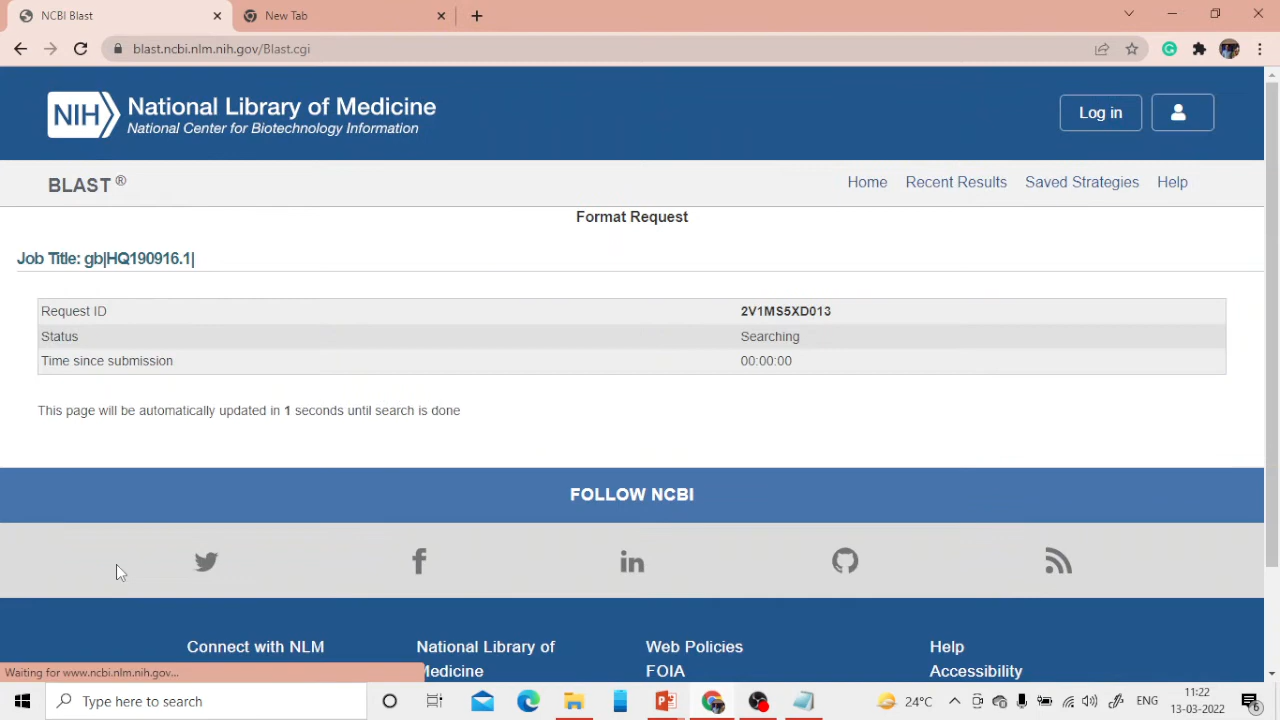 NCBI Blast
New Tab
blast.ncbi.nlm.nih.gov/Blast.cgi
NIH National Library of Medicine
National Center for Biotechnology Information
Log in
BLAST ®
Home Recent Results Saved Strategies Help
Format Request
Job Title: gb|HQ190916.1|
Request ID 2V1MS5XD013
Status Searching
Time since submission 00:00:00
This page will be automatically updated in 1 seconds until search is done
FOLLOW NCBI
Connect with NLM National Library of Web Policies Help
Medicine FOIA Accessibility
Waiting for www.ncbi.nlm.nih.gov...
Type here to search
24°C
ENG
11:22
13-03-2022
6